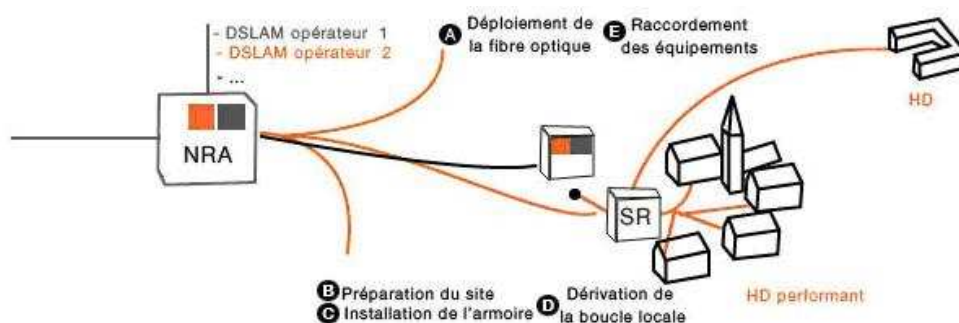 - DSLAM opérateur 1
- DSLAM opérateur 2
- ...
NRA
A Déploiement de
la fibre optique
E Raccordement
des équipements
HD
SR
B Préparation du site
C Installation de l'armoire
D Dérivation de
la boucle locale
HD performant